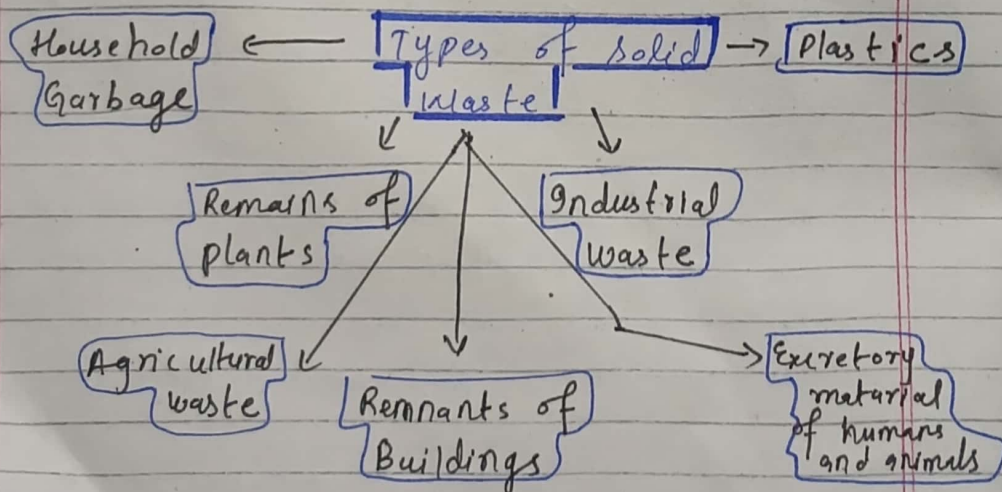 Household
Garbage
Types of solid
Waste
Plastics
Remains of
plants
Industrial
waste
Agricultural
waste
Remnants of
Buildings
Excretory
matarial
of humans
and animals